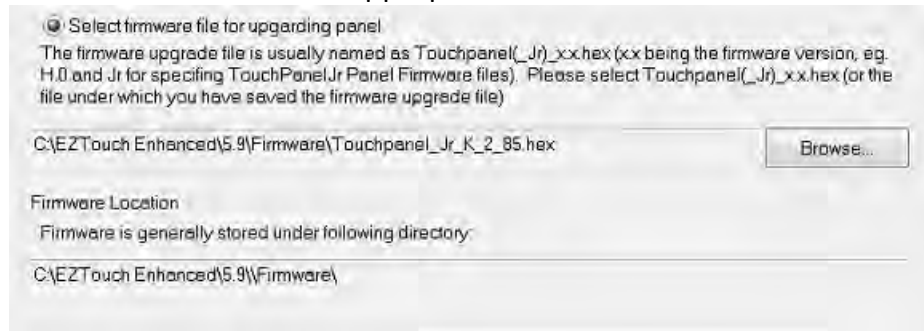 Select firmware file for upgarding panel
The firmware upgrade file is usually named as Touchpanel(_Jr)_x.x.hex (x.x being the firmware version, eg.
H.0 and Jr for specifing TouchPanelJr Panel Firmware files). Please select Touchpanel(_Jr)_x.x.hex (or the
file under which you have saved the firmware upgrade file)
C:\EZTouch Enhanced\5.9\Firmware\Touchpanel_Jr_K_2_85.hex
Browse...
Firmware Location
Firmware is generally stored under following directory:
C:\EZTouch Enhanced\5.9\\Firmware\